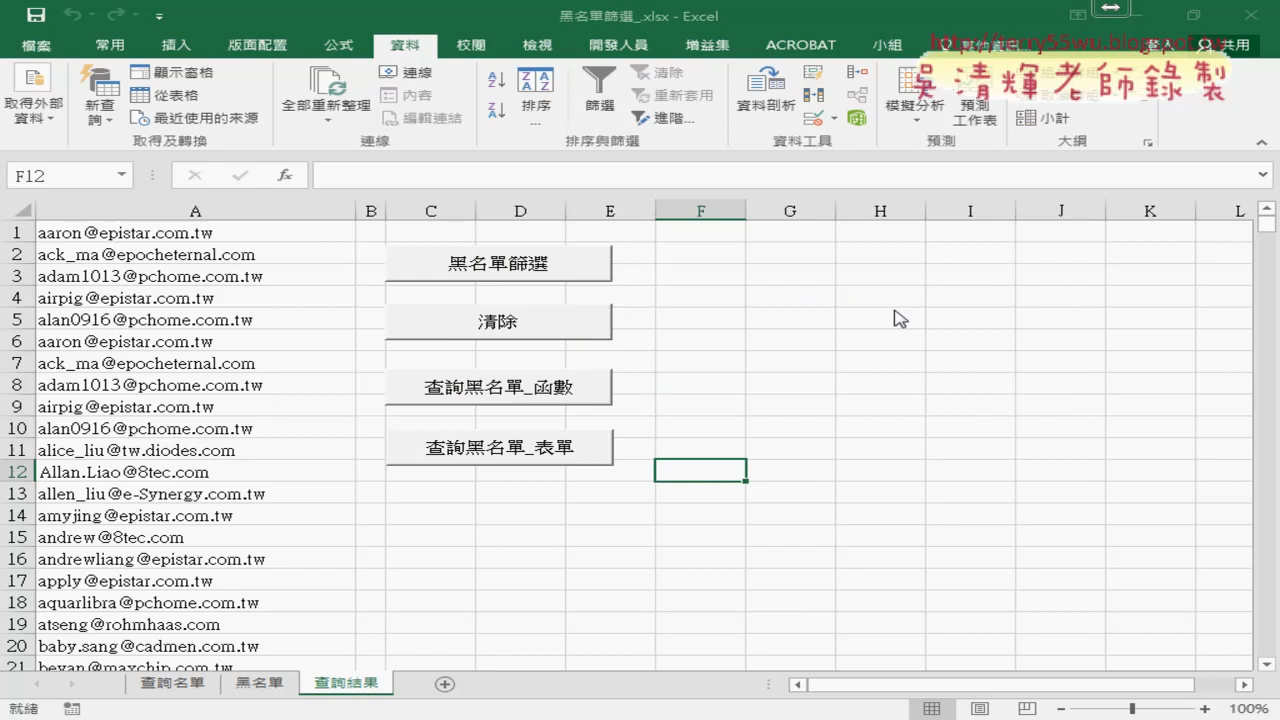 黑名單篩選_.xlsx - Excel
檔案 常用 插入 版面配置 公式 資料 校閱 檢視 開發人員 增益集 ACROBAT 小組 共用
http://terry55wu.blogspot.tw
吳清輝老師錄製
取得外部資料 新查詢 顯示窗格 從表格 最近使用的來源 取得及轉換
全部重新整理 連線 內容 編輯連結 連線
排序... 篩選 清除 重新套用 進階... 排序與篩選
資料剖析 資料工具
模擬分析 預測工作表 預測
小計 大綱
F12
A B C D E F G H I J K L
1 aaron@epistar.com.tw
2 ack_ma@epocheternal.com
黑名單篩選
3 adam1013@pchome.com.tw
4 airpig@epistar.com.tw
5 alan0916@pchome.com.tw
清除
6 aaron@epistar.com.tw
7 ack_ma@epocheternal.com
8 adam1013@pchome.com.tw
查詢黑名單_函數
9 airpig@epistar.com.tw
10 alan0916@pchome.com.tw
11 alice_liu@tw.diodes.com
查詢黑名單_表單
12 Allan.Liao@8tec.com
13 allen_liu@e-Synergy.com.tw
14 amyjing@epistar.com.tw
15 andrew@8tec.com
16 andrewliang@epistar.com.tw
17 apply@epistar.com.tw
18 aquarlibra@pchome.com.tw
19 atseng@rohmhaas.com
20 baby.sang@cadmen.com.tw
21 bevan@maxchip.com.tw
查詢名單 黑名單 查詢結果
就緒 100%